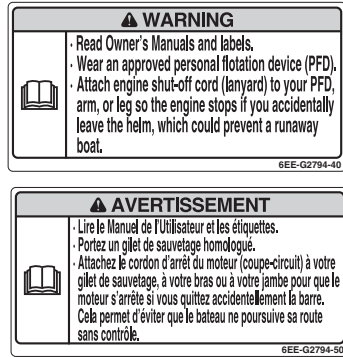 ⚠ WARNING
· Read Owner's Manuals and labels.
· Wear an approved personal flotation device (PFD).
· Attach engine shut-off cord (lanyard) to your PFD,
arm, or leg so the engine stops if you accidentally
leave the helm, which could prevent a runaway
boat.
6EE-G2794-40
⚠ AVERTISSEMENT
· Lire le Manuel de l'Utilisateur et les étiquettes.
· Portez un gilet de sauvetage homologué.
· Attachez le cordon d'arrêt du moteur (coupe-circuit) à votre
gilet de sauvetage, à votre bras ou à votre jambe pour que le
moteur s'arrête si vous quittez accidentellement la barre.
Cela permet d'éviter que le bateau ne poursuive sa route
sans contrôle.
6EE-G2794-50